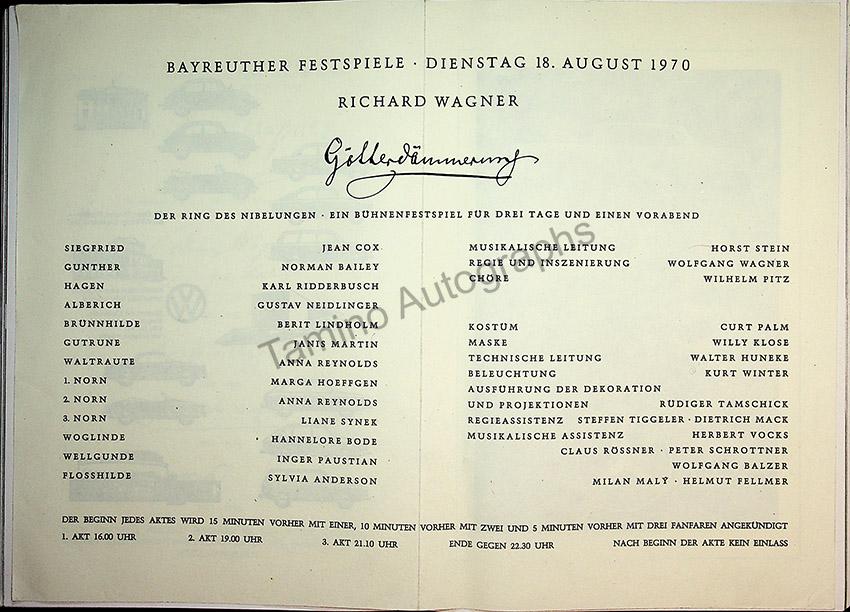 BAYREUTHER FESTSPIELE · DIENSTAG 18. AUGUST 1970
RICHARD WAGNER
Götterdämmerung
DER RING DES NIBELUNGEN · EIN BÜHNENFESTSPIEL FÜR DREI TAGE UND EINEN VORABEND
SIEGFRIED JEAN COX
GUNTHER NORMAN BAILEY
HAGEN KARL RIDDERBUSCH
ALBERICH GUSTAV NEIDLINGER
BRÜNNHILDE BERIT LINDHOLM
GUTRUNE JANIS MARTIN
WALTRAUTE ANNA REYNOLDS
1. NORN MARGA HOEFFGEN
2. NORN ANNA REYNOLDS
3. NORN LIANE SYNEK
WOGLINDE HANNELORE BODE
WELLGUNDE INGER PAUSTIAN
FLOSSHILDE SYLVIA ANDERSON
MUSIKALISCHE LEITUNG HORST STEIN
REGIE UND INSZENIERUNG WOLFGANG WAGNER
CHÖRE WILHELM PITZ
KOSTÜM CURT PALM
MASKE WILLY KLOSE
TECHNISCHE LEITUNG WALTER HUNEKE
BELEUCHTUNG KURT WINTER
AUSFÜHRUNG DER DEKORATION
UND PROJEKTIONEN RÜDIGER TAMSCHICK
REGIEASSISTENZ STEFFEN TIGGELER · DIETRICH MACK
MUSIKALISCHE ASSISTENZ HERBERT VOCKS
CLAUS RÖSSNER · PETER SCHROTTNER
WOLFGANG BALZER
MILAN MALÝ · HELMUT FELLMER
DER BEGINN JEDES AKTES WIRD 15 MINUTEN VORHER MIT EINER, 10 MINUTEN VORHER MIT ZWEI UND 5 MINUTEN VORHER MIT DREI FANFAREN ANGEKÜNDIGT
1. AKT 16.00 UHR 2. AKT 19.00 UHR 3. AKT 21.10 UHR ENDE GEGEN 22.30 UHR NACH BEGINN DER AKTE KEIN EINLASS
Tamino Autographs